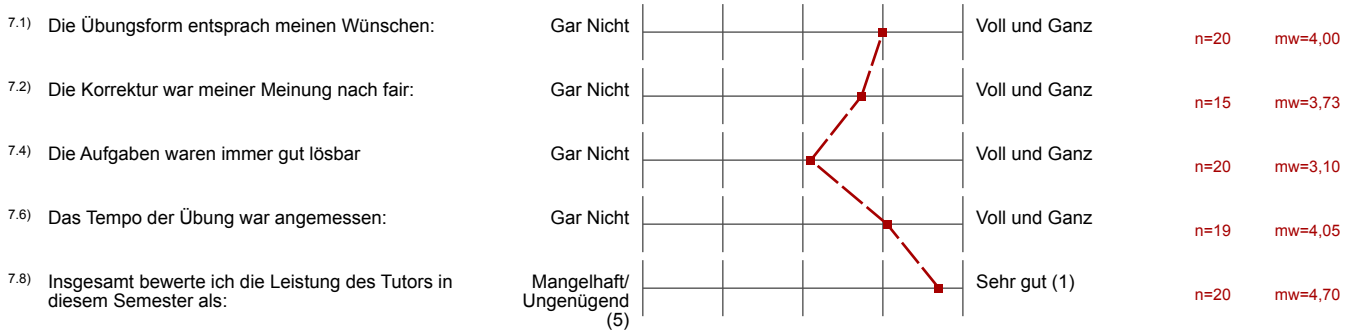 7.1) Die Übungsform entsprach meinen Wünschen: Gar Nicht Voll und Ganz n=20 mw=4,00
7.2) Die Korrektur war meiner Meinung nach fair: Gar Nicht Voll und Ganz n=15 mw=3,73
7.4) Die Aufgaben waren immer gut lösbar Gar Nicht Voll und Ganz n=20 mw=3,10
7.6) Das Tempo der Übung war angemessen: Gar Nicht Voll und Ganz n=19 mw=4,05
7.8) Insgesamt bewerte ich die Leistung des Tutors in Mangelhaft/ Sehr gut (1) n=20 mw=4,70
diesem Semester als: Ungenügend
(5)